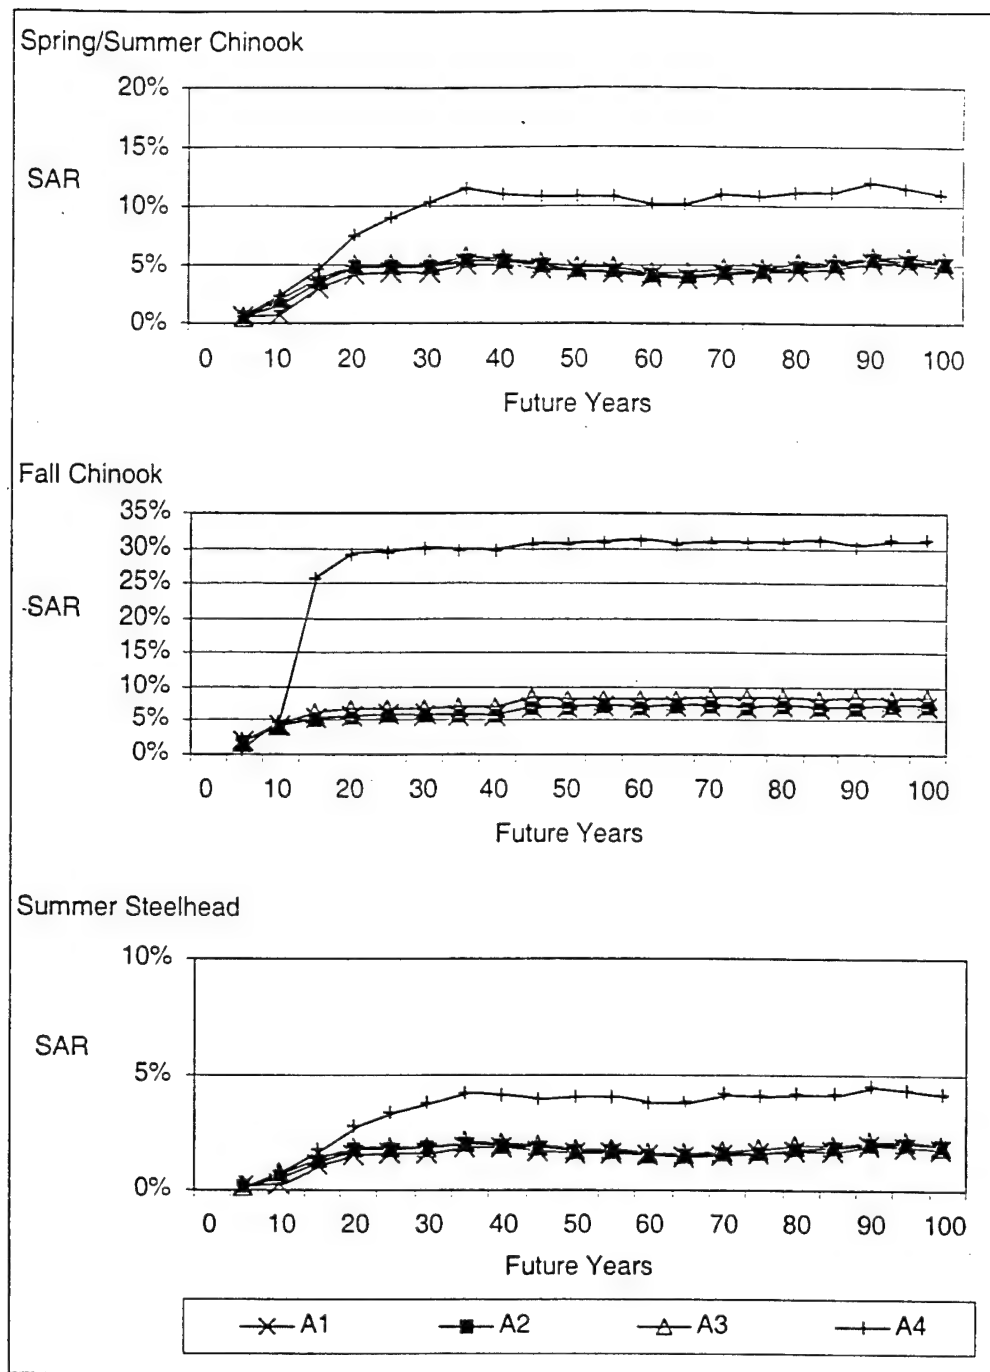 Spring/Summer Chinook
20%
15%
SAR
10%
5%
0%
0 10 20 30 40 50 60 70 80 90 100
Future Years
Fall Chinook
35%
30%
25%
SAR
20%
15%
10%
5%
0%
0 10 20 30 40 50 60 70 80 90 100
Future Years
Summer Steelhead
10%
SAR
5%
0%
0 10 20 30 40 50 60 70 80 90 100
Future Years
A1 A2 A3 A4